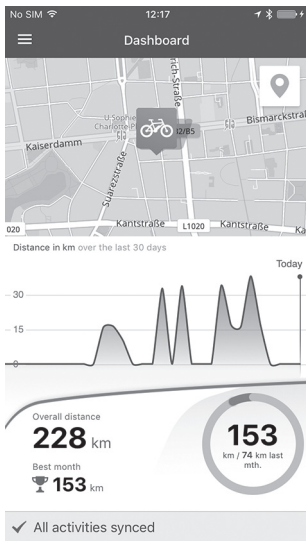 No SIM 12:17
Dashboard
Bismarckstraß
Kaiserdamm
Suarezstraße
Kantstraße L1020 Kantstraße Ka
020
Distance in km over the last 30 days
Today
30
15
0
Overall distance
228 km
Best month
153 km
153
km / 74 km last
mth.
All activities synced